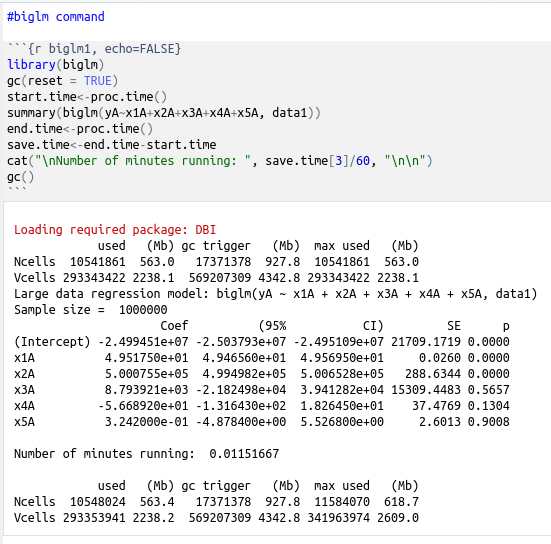 #biglm command
```{r biglm1, echo=FALSE}
library(biglm)
gc(reset = TRUE)
start.time<-proc.time()
summary(biglm(yA~x1A+x2A+x3A+x4A+x5A, data1))
end.time<-proc.time()
save.time<-end.time-start.time
cat("\nNumber of minutes running: ", save.time[3]/60, "\n\n")
gc()
```
Loading required package: DBI
used (Mb) gc trigger (Mb) max used (Mb)
Ncells 10541861 563.0 17371378 927.8 10541861 563.0
Vcells 293343422 2238.1 569207309 4342.8 293343422 2238.1
Large data regression model: biglm(yA ~ x1A + x2A + x3A + x4A + x5A, data1)
Sample size = 1000000
Coef (95% CI) SE p
(Intercept) -2.499451e+07 -2.503793e+07 -2.495109e+07 21709.1719 0.0000
x1A 4.951750e+01 4.946560e+01 4.956950e+01 0.0260 0.0000
x2A 5.000755e+05 4.994982e+05 5.006528e+05 288.6344 0.0000
x3A 8.793921e+03 -2.182498e+04 3.941282e+04 15309.4483 0.5657
x4A -5.668920e+01 -1.316430e+02 1.826450e+01 37.4769 0.1304
x5A 3.242000e-01 -4.878400e+00 5.526800e+00 2.6013 0.9008
Number of minutes running: 0.01151667
used (Mb) gc trigger (Mb) max used (Mb)
Ncells 10548024 563.4 17371378 927.8 11584070 618.7
Vcells 293353941 2238.2 569207309 4342.8 341963974 2609.0